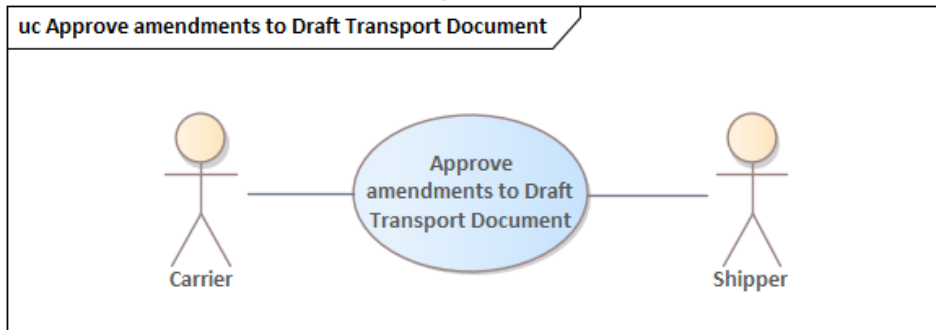 uc Approve amendments to Draft Transport Document
Approve
amendments to Draft
Transport Document
Carrier
Shipper